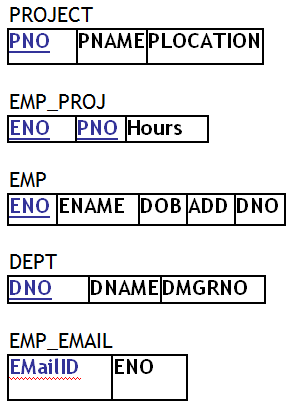 PROJECT
PNO PNAME PLOCATION
EMP_PROJ
ENO PNO Hours
EMP
ENO ENAME DOB ADD DNO
DEPT
DNO DNAME DMGRNO
EMP_EMAIL
EMailID ENO